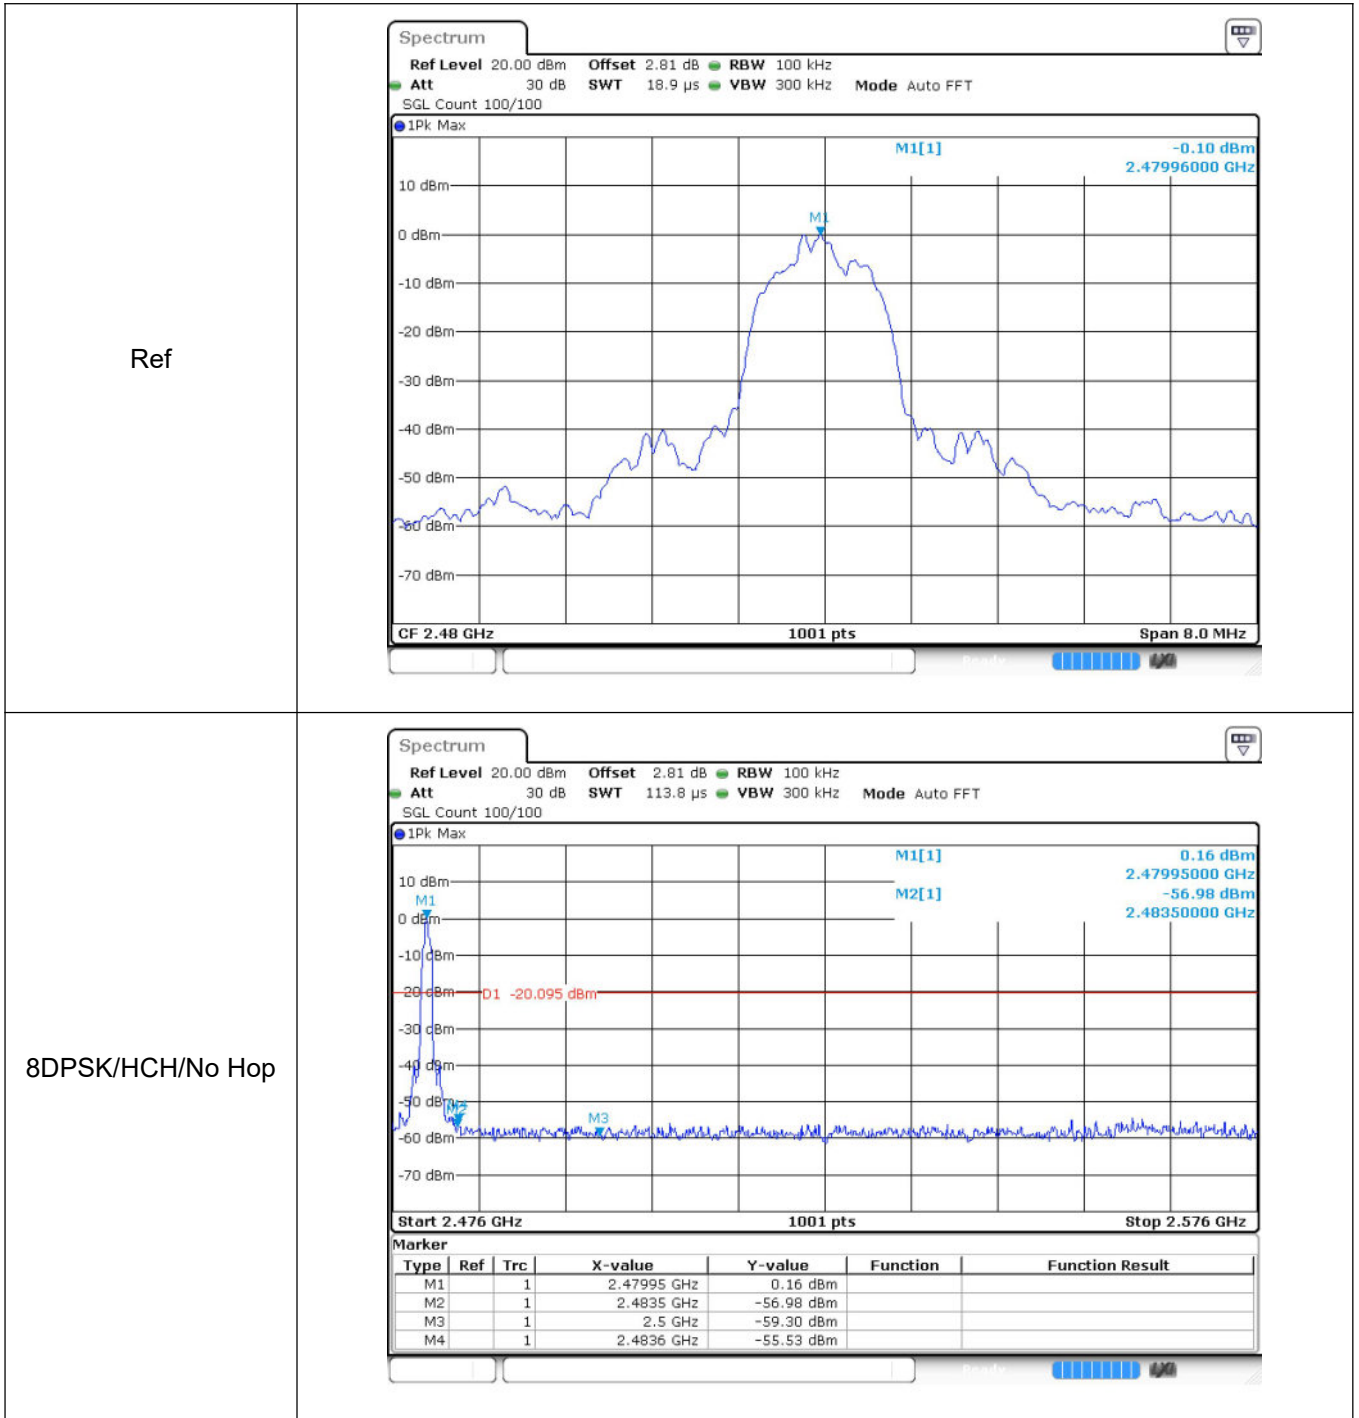 Ref
Spectrum
Ref Level 20.00 dBm Offset 2.81 dB RBW 100 kHz
Att 30 dB SWT 18.9 µs VBW 300 kHz Mode Auto FFT
SGL Count 100/100
1Pk Max
M1[1] -0.10 dBm
2.47996000 GHz
10 dBm
M1
0 dBm
-10 dBm
-20 dBm
-30 dBm
-40 dBm
-50 dBm
-60 dBm
-70 dBm
CF 2.48 GHz 1001 pts Span 8.0 MHz
8DPSK/HCH/No Hop
Spectrum
Ref Level 20.00 dBm Offset 2.81 dB RBW 100 kHz
Att 30 dB SWT 113.8 µs VBW 300 kHz Mode Auto FFT
SGL Count 100/100
1Pk Max
M1[1] 0.16 dBm
2.47995000 GHz
10 dBm
M2[1] -56.98 dBm
M1
2.48350000 GHz
0 dBm
-10 dBm
-20 dBm D1 -20.095 dBm
-30 dBm
-40 dBm
-50 dBm
M2
M3
-60 dBm
-70 dBm
Start 2.476 GHz 1001 pts Stop 2.576 GHz
Marker
Type Ref Trc X-value Y-value Function Function Result
M1 1 2.47995 GHz 0.16 dBm
M2 1 2.4835 GHz -56.98 dBm
M3 1 2.5 GHz -59.30 dBm
M4 1 2.4836 GHz -55.53 dBm